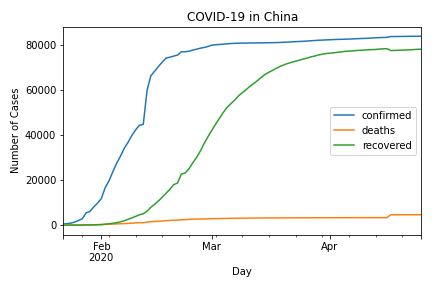 COVID-19 in China
Number of Cases
80000
60000
40000
20000
0
confirmed
deaths
recovered
Feb
2020
Mar
Apr
Day